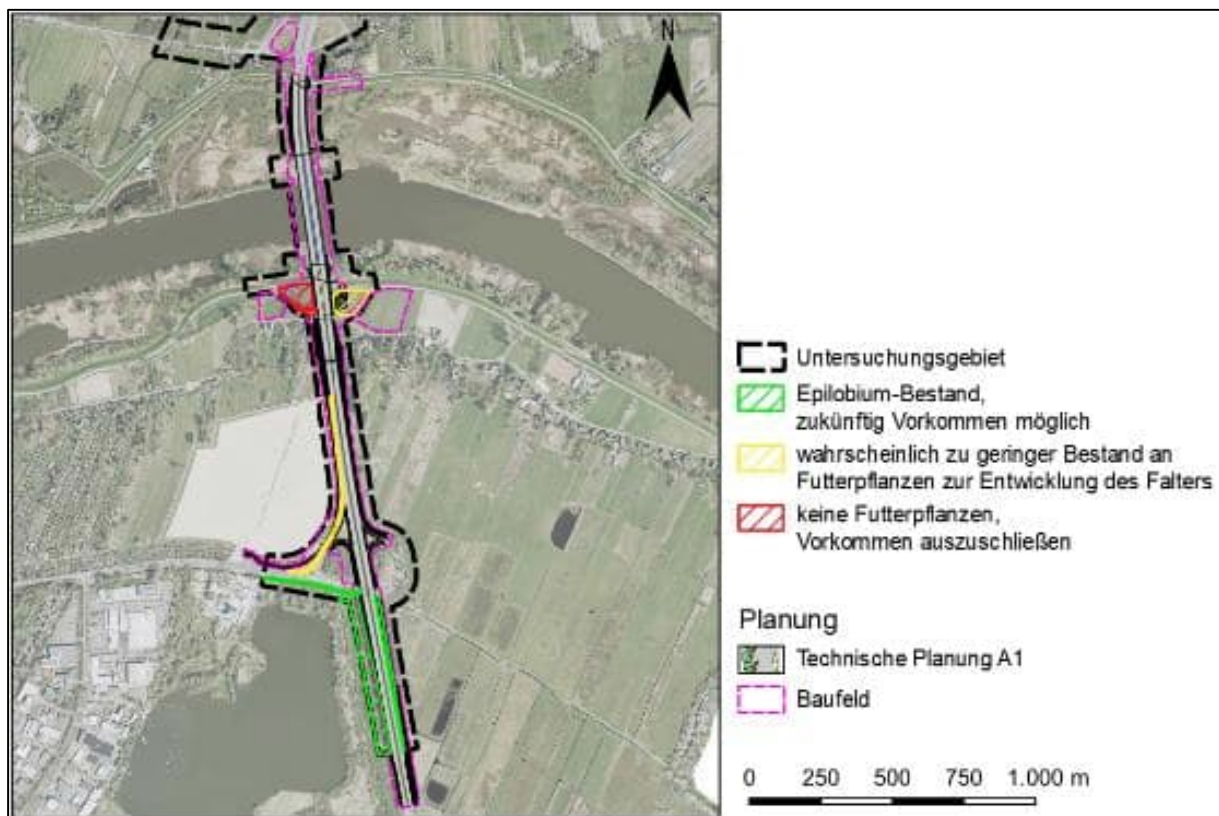 N
Untersuchungsgebiet
Epilobium-Bestand,
zukünftig Vorkommen möglich
wahrscheinlich zu geringer Bestand an
Futterpflanzen zur Entwicklung des Falters
keine Futterpflanzen,
Vorkommen auszuschließen
Planung
Technische Planung A1
Baufeld
0 250 500 750 1.000 m